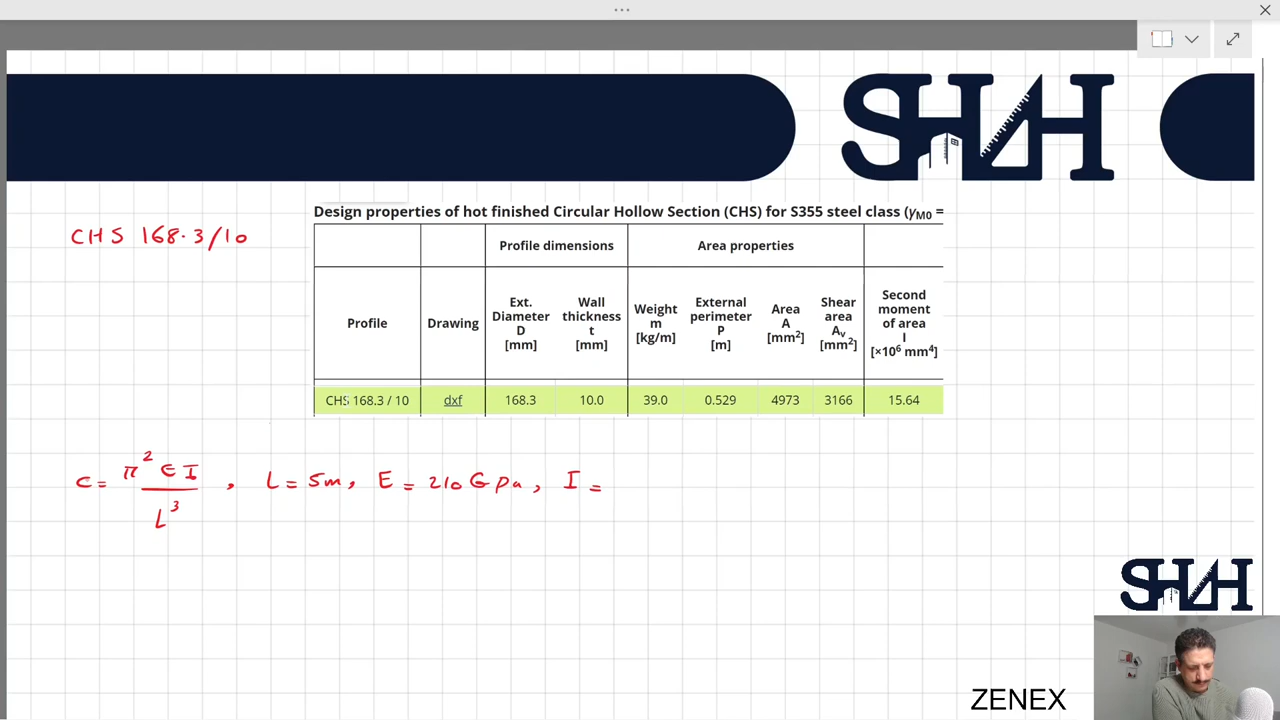 SHAH
Design properties of hot finished Circular Hollow Section (CHS) for S355 steel class (γM0 =
CHS 168.3/10
Profile dimensions Area properties
Profile Drawing Ext. Diameter D [mm] Wall thickness t [mm] Weight m [kg/m] External perimeter P [m] Area A [mm²] Shear area Av [mm²] Second moment of area I [×10⁶ mm⁴]
CHS 168.3 / 10 dxf 168.3 10.0 39.0 0.529 4973 3166 15.64
C = π² E I / L³ , L = 5m, E = 210 Gpa, I =
SHAH
ZENEX